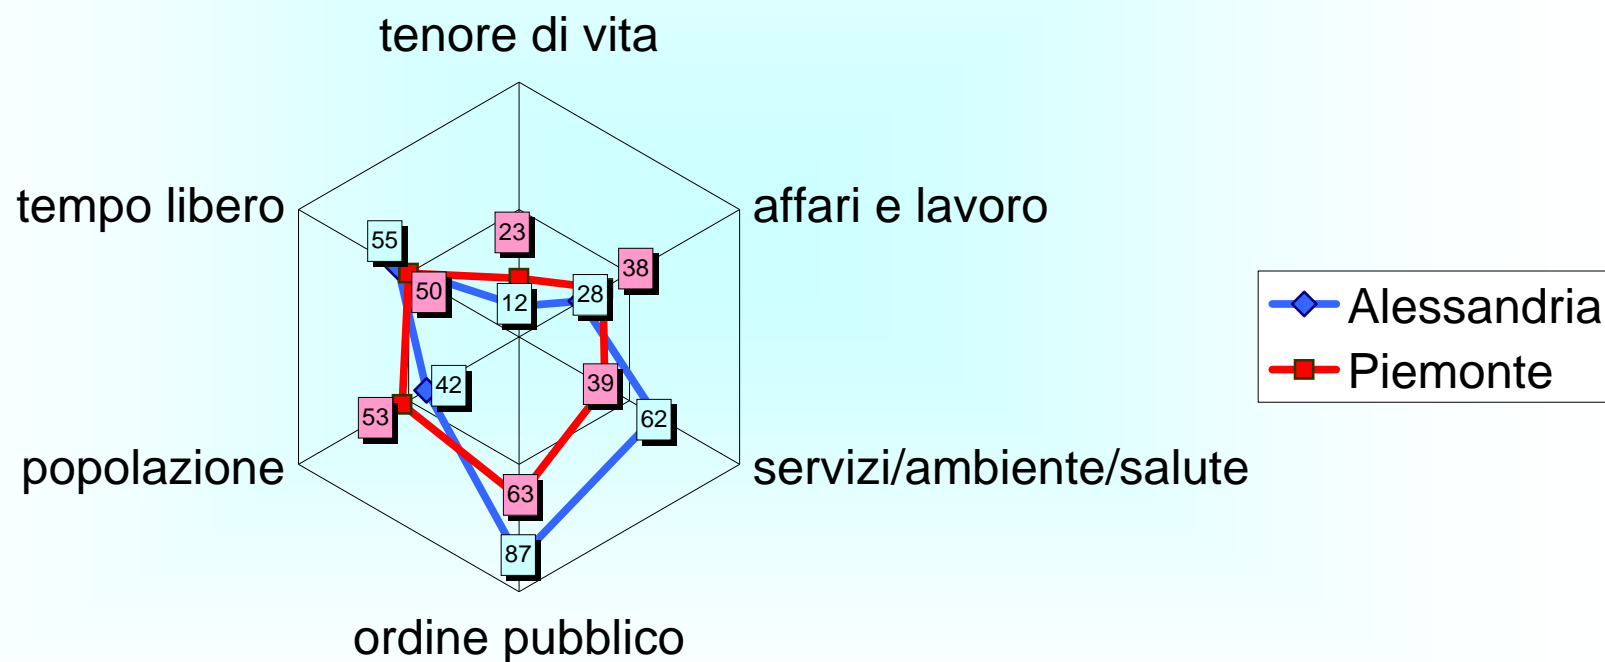 tenore di vita
tempo libero
affari e lavoro
55
23
38
50
12
28
Alessandria
Piemonte
42
39
53
62
popolazione
servizi/ambiente/salute
63
87
ordine pubblico